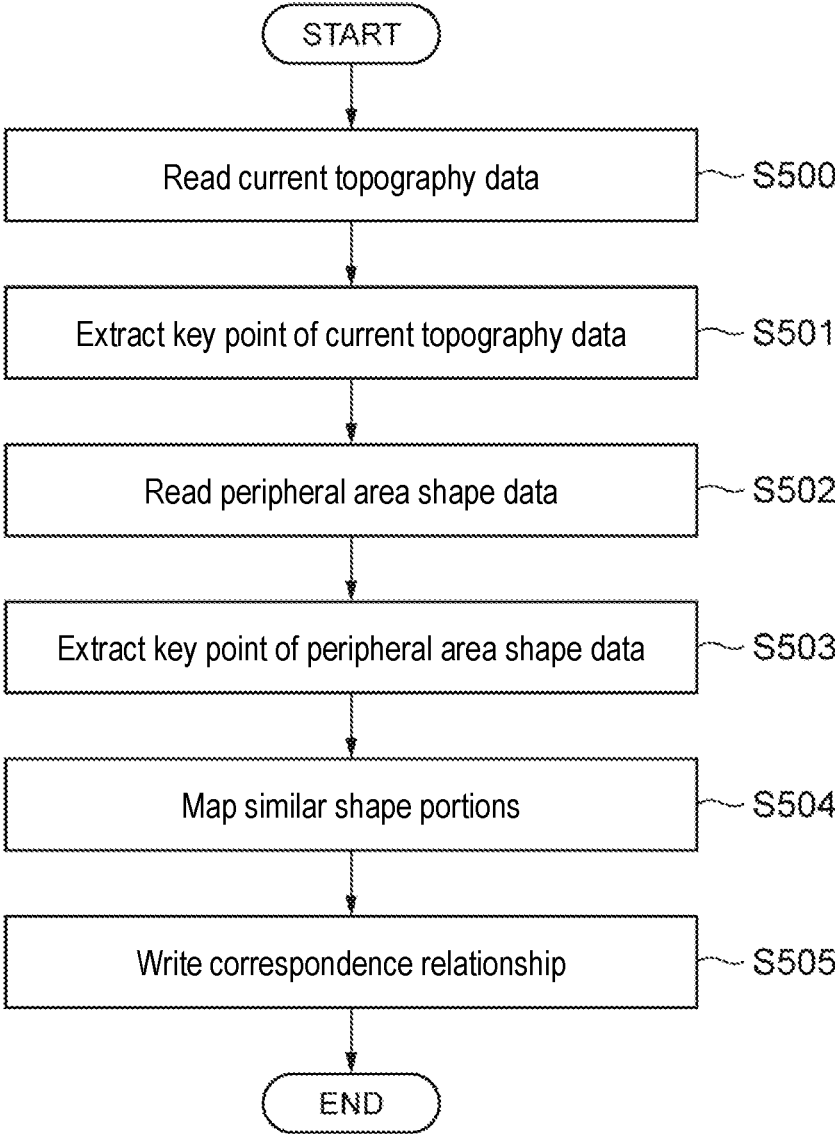 START
Read current topography data
S500
Extract key point of current topography data
S501
Read peripheral area shape data
S502
Extract key point of peripheral area shape data
S503
Map similar shape portions
S504
Write correspondence relationship
S505
END